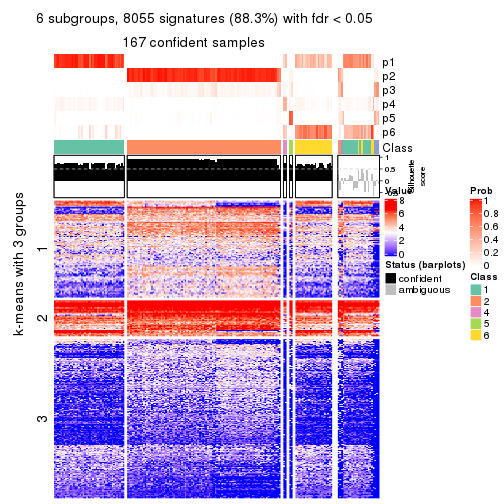 6 subgroups, 8055 signatures (88.3%) with fdr < 0.05
167 confident samples
p1
p2
p3
p4
p5
p6
Class
1
0.5
0
Silhouette
score
k-means with 3 groups
1
2
3
Value
8
6
4
2
0
Status (barplots)
confident
ambiguous
Prob
1
0.8
0.6
0.4
0.2
0
Class
1
2
4
5
6